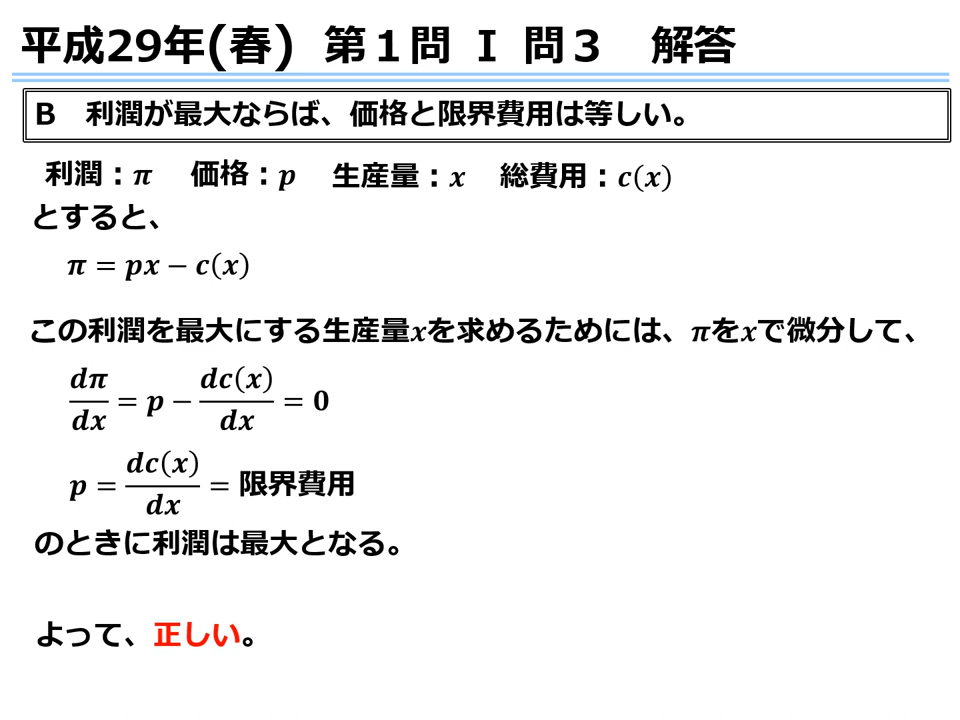 平成29年(春) 第１問 Ⅰ 問３　解答
B　利潤が最大ならば、価格と限界費用は等しい。
利潤：π　価格：p　生産量：x　総費用：c(x)
とすると、
π = px − c(x)
この利潤を最大にする生産量xを求めるためには、πをxで微分して、
dπ/dx = p − dc(x)/dx = 0
p = dc(x)/dx = 限界費用
のときに利潤は最大となる。
よって、正しい。